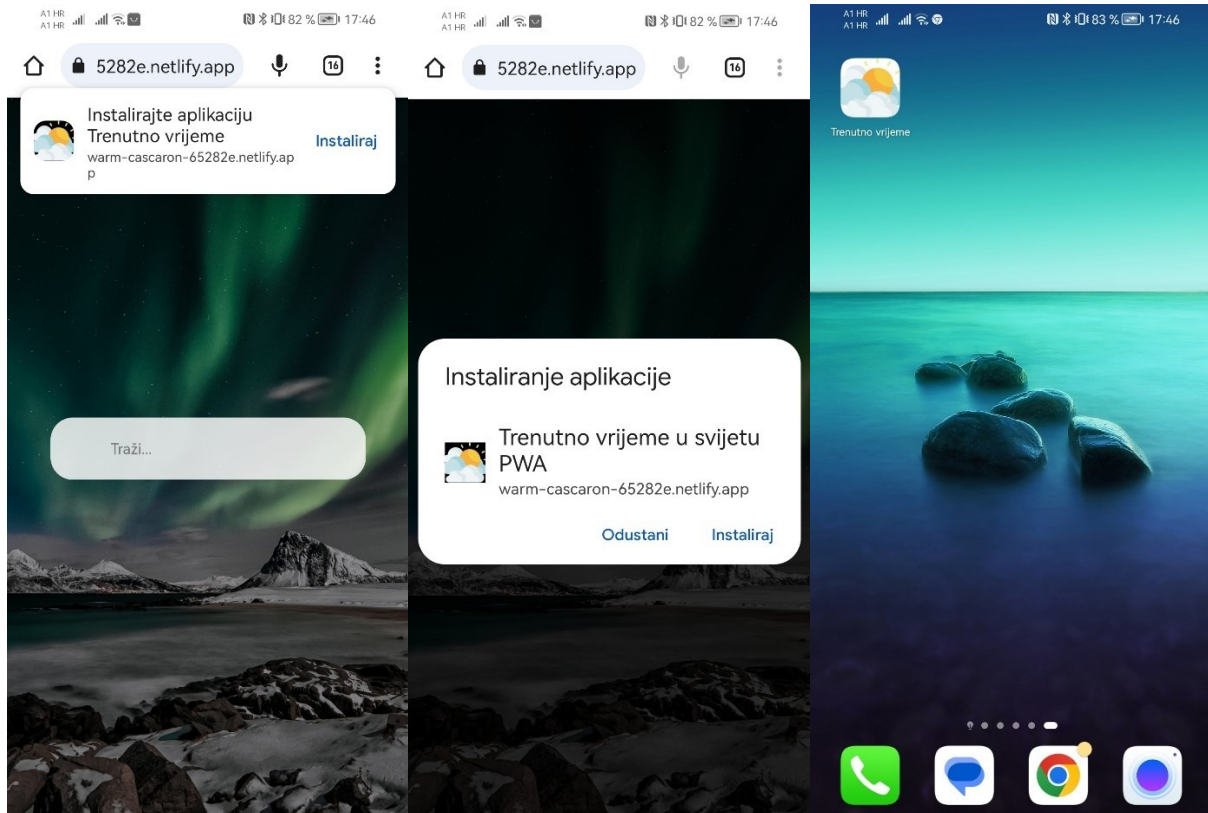 A1 HR
A1 HR
82 % 17:46
5282e.netlify.app
16
Instalirajte aplikaciju
Trenutno vrijeme
warm-cascaron-65282e.netlify.ap
p
Instaliraj
Traži...
A1 HR
A1 HR
82 % 17:46
5282e.netlify.app
16
Instaliranje aplikacije
Trenutno vrijeme u svijetu
PWA
warm-cascaron-65282e.netlify.app
Odustani Instaliraj
A1 HR
A1 HR
83 % 17:46
Trenutno vrijeme